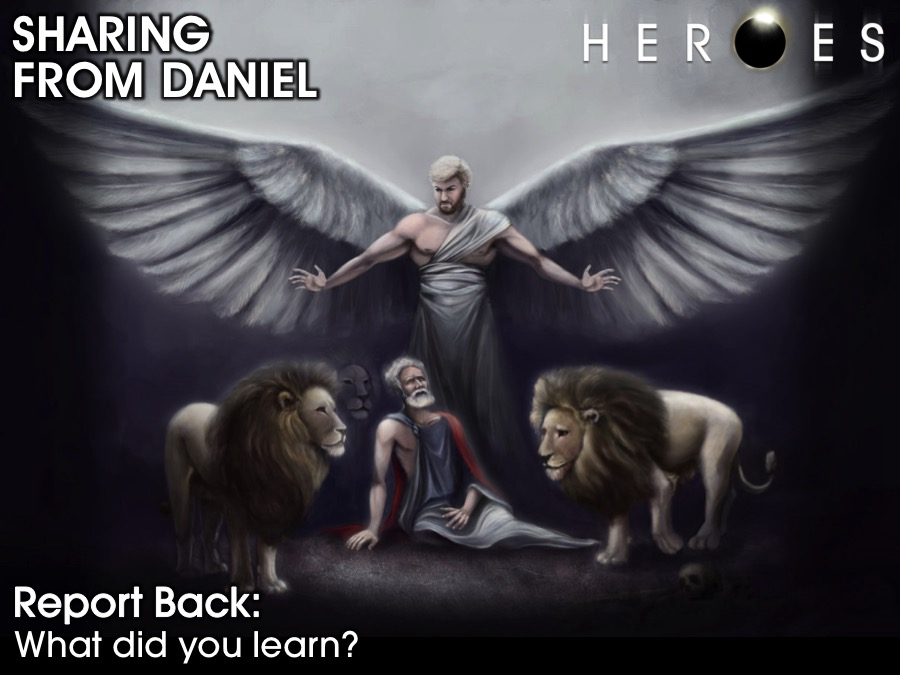 SHARING
FROM DANIEL
HEROES
Report Back:
What did you learn?